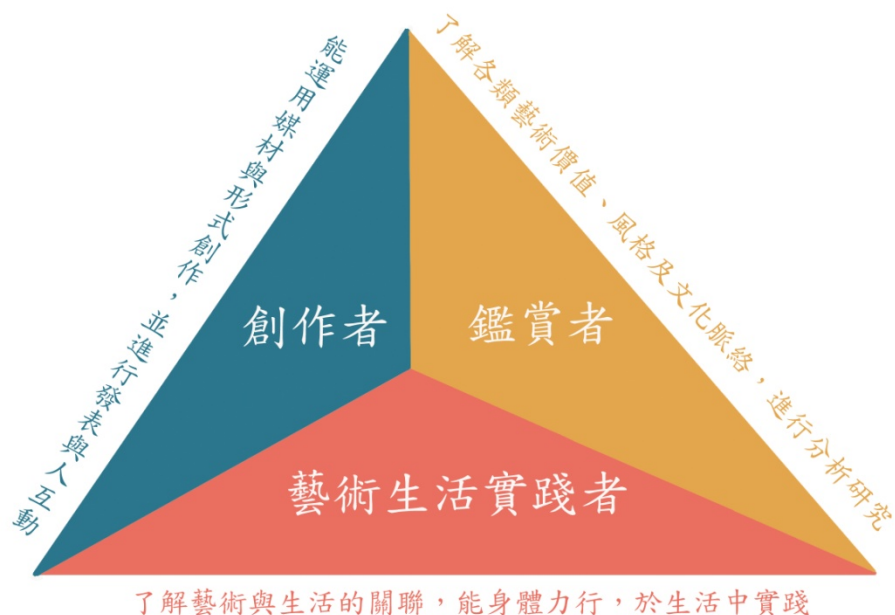 能運用媒材與形式創作，並進行發表與人互動
了解各類藝術價值、風格及文化脈絡，進行分析研究
創作者
鑑賞者
藝術生活實踐者
了解藝術與生活的關聯，能身體力行，於生活中實踐